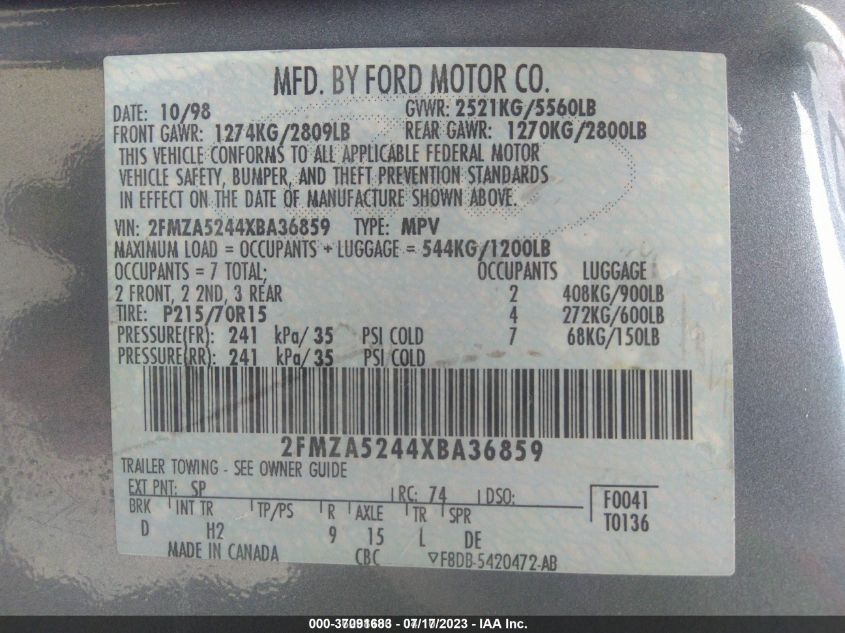 MFD. BY FORD MOTOR CO.
DATE: 10/98 GVWR: 2521KG/5560LB
FRONT GAWR: 1274KG/2809LB REAR GAWR: 1270KG/2800LB
THIS VEHICLE CONFORMS TO ALL APPLICABLE FEDERAL MOTOR
VEHICLE SAFETY, BUMPER, AND THEFT PREVENTION STANDARDS
IN EFFECT ON THE DATE OF MANUFACTURE SHOWN ABOVE.
VIN: 2FMZA5244XBA36859 TYPE: MPV
MAXIMUM LOAD = OCCUPANTS + LUGGAGE = 544KG/1200LB
OCCUPANTS = 7 TOTAL; OCCUPANTS LUGGAGE
2 FRONT, 2 2ND, 3 REAR 2 408KG/900LB
TIRE: P215/70R15 4 272KG/600LB
PRESSURE(FR): 241 kPa/ 35 PSI COLD 7 68KG/150LB
PRESSURE(RR): 241 kPa/ 35 PSI COLD
2FMZA5244XBA36859
TRAILER TOWING - SEE OWNER GUIDE
EXT PNT: SP RC: 74 DSO: F0041
BRK INT TR TP/PS R AXLE TR SPR T0136
D H2 9 15 L DE
MADE IN CANADA CBC ▽F8DB-5420472-AB
07/17/2023 - IAA Inc.